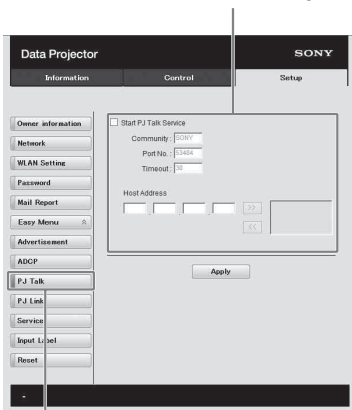 Data Projector
SONY
Information
Control
Setup
Owner information
Network
WLAN Setting
Password
Mail Report
Easy Menu
Advertisement
ADCP
PJ Talk
PJ Link
Service
Input Label
Reset
Start PJ Talk Service
Community: SONY
Port No.: 53484
Timeout: 30
Host Address
. . .
>>
<<
Apply
-